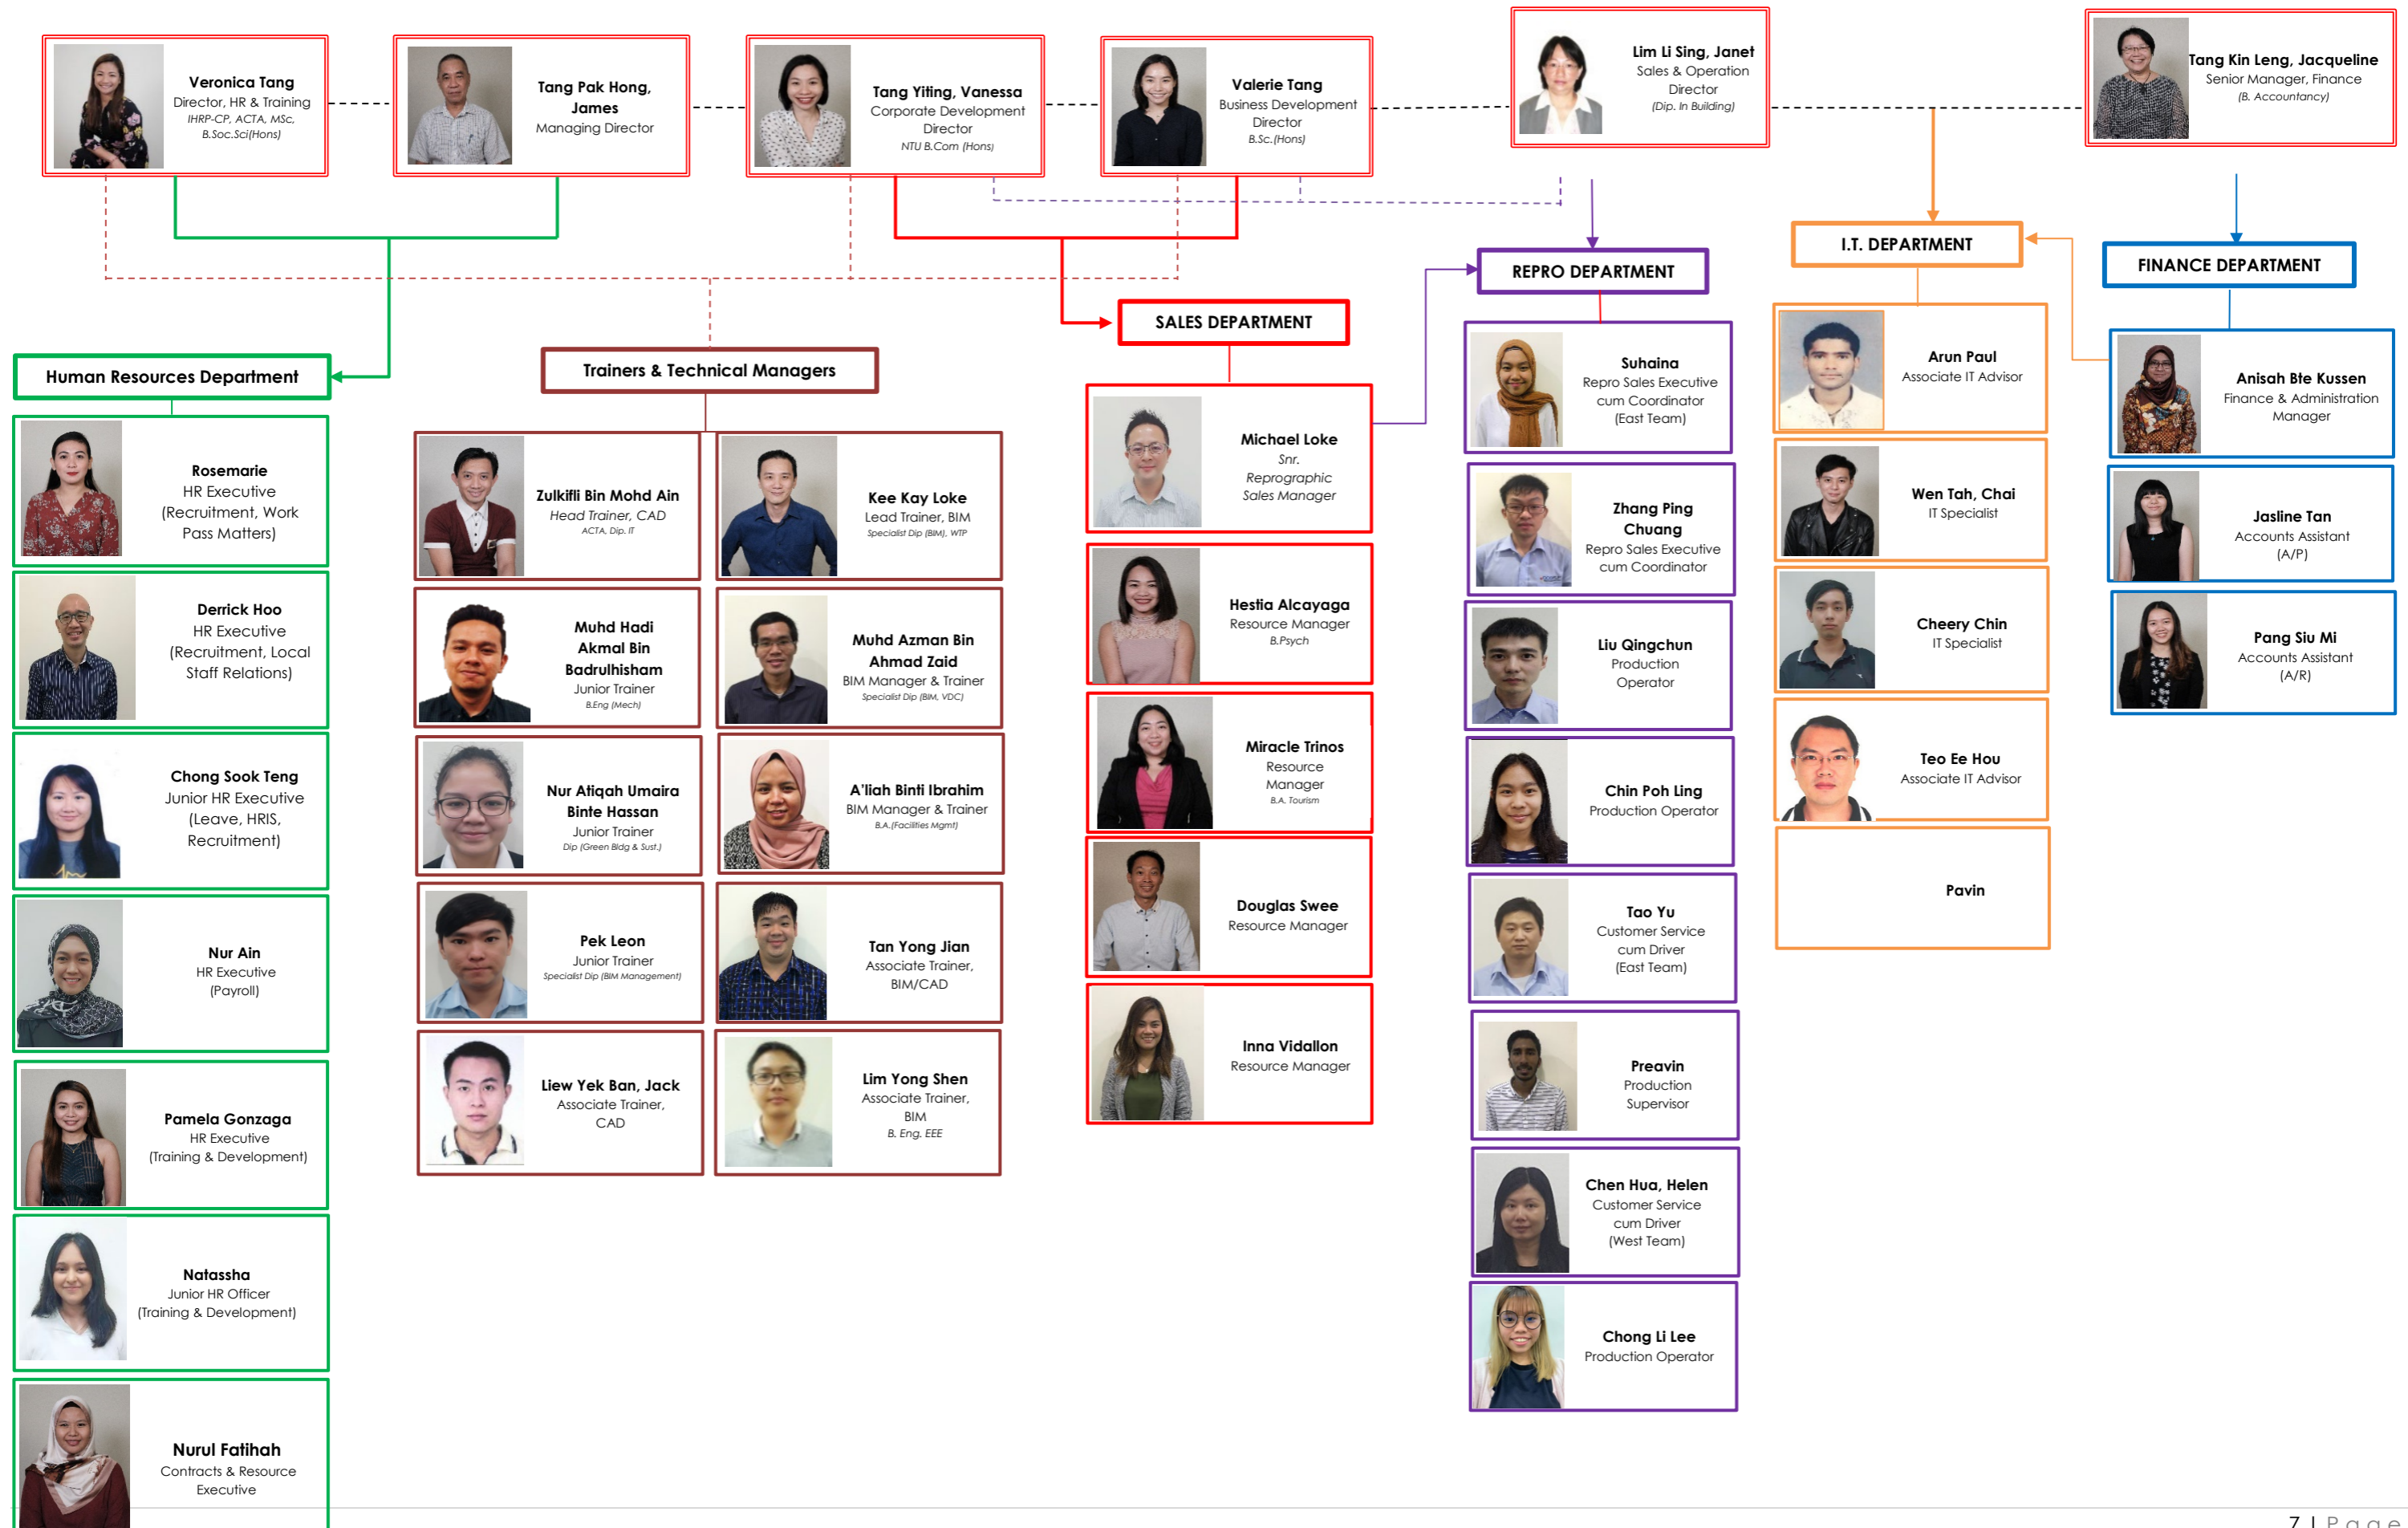 Veronica Tang
Director, HR & Training
IHRP-CP, ACTA, MSc,
B.Soc.Sci(Hons)
Tang Pak Hong,
James
Managing Director
Tang Yiting, Vanessa
Corporate Development
Director
NTU B.Com (Hons)
Valerie Tang
Business Development
Director
B.Sc.(Hons)
Lim Li Sing, Janet
Sales & Operation
Director
(Dip. In Building)
Tang Kin Leng, Jacqueline
Senior Manager, Finance
(B. Accountancy)
Human Resources Department
Rosemarie
HR Executive
(Recruitment, Work
Pass Matters)
Derrick Hoo
HR Executive
(Recruitment, Local
Staff Relations)
Chong Sook Teng
Junior HR Executive
(Leave, HRIS,
Recruitment)
Nur Ain
HR Executive
(Payroll)
Pamela Gonzaga
HR Executive
(Training & Development)
Natassha
Junior HR Officer
(Training & Development)
Nurul Fatihah
Contracts & Resource
Executive
Trainers & Technical Managers
Zulkifli Bin Mohd Ain
Head Trainer, CAD
ACTA, Dip. IT
Kee Kay Loke
Lead Trainer, BIM
Specialist Dip (BIM), WTP
Muhd Hadi
Akmal Bin
Badrulhisham
Junior Trainer
B.Eng (Mech)
Muhd Azman Bin
Ahmad Zaid
BIM Manager & Trainer
Specialist Dip (BIM, VDC)
Nur Atiqah Umaira
Binte Hassan
Junior Trainer
Dip (Green Bldg & Sust.)
A'liah Binti Ibrahim
BIM Manager & Trainer
B.A.(Facilities Mgmt)
Pek Leon
Junior Trainer
Specialist Dip (BIM Management)
Tan Yong Jian
Associate Trainer,
BIM/CAD
Liew Yek Ban, Jack
Associate Trainer,
CAD
Lim Yong Shen
Associate Trainer,
BIM
B. Eng. EEE
SALES DEPARTMENT
Michael Loke
Snr.
Reprographic
Sales Manager
Hestia Alcayaga
Resource Manager
B.Psych
Miracle Trinos
Resource
Manager
B.A. Tourism
Douglas Swee
Resource Manager
Inna Vidallon
Resource Manager
REPRO DEPARTMENT
Suhaina
Repro Sales Executive
cum Coordinator
(East Team)
Zhang Ping
Chuang
Repro Sales Executive
cum Coordinator
Liu Qingchun
Production
Operator
Chin Poh Ling
Production Operator
Tao Yu
Customer Service
cum Driver
(East Team)
Preavin
Production
Supervisor
Chen Hua, Helen
Customer Service
cum Driver
(West Team)
Chong Li Lee
Production Operator
I.T. DEPARTMENT
Arun Paul
Associate IT Advisor
Wen Tah, Chai
IT Specialist
Cheery Chin
IT Specialist
Teo Ee Hou
Associate IT Advisor
Pavin
FINANCE DEPARTMENT
Anisah Bte Kussen
Finance & Administration
Manager
Jasline Tan
Accounts Assistant
(A/P)
Pang Siu Mi
Accounts Assistant
(A/R)
7 | Page